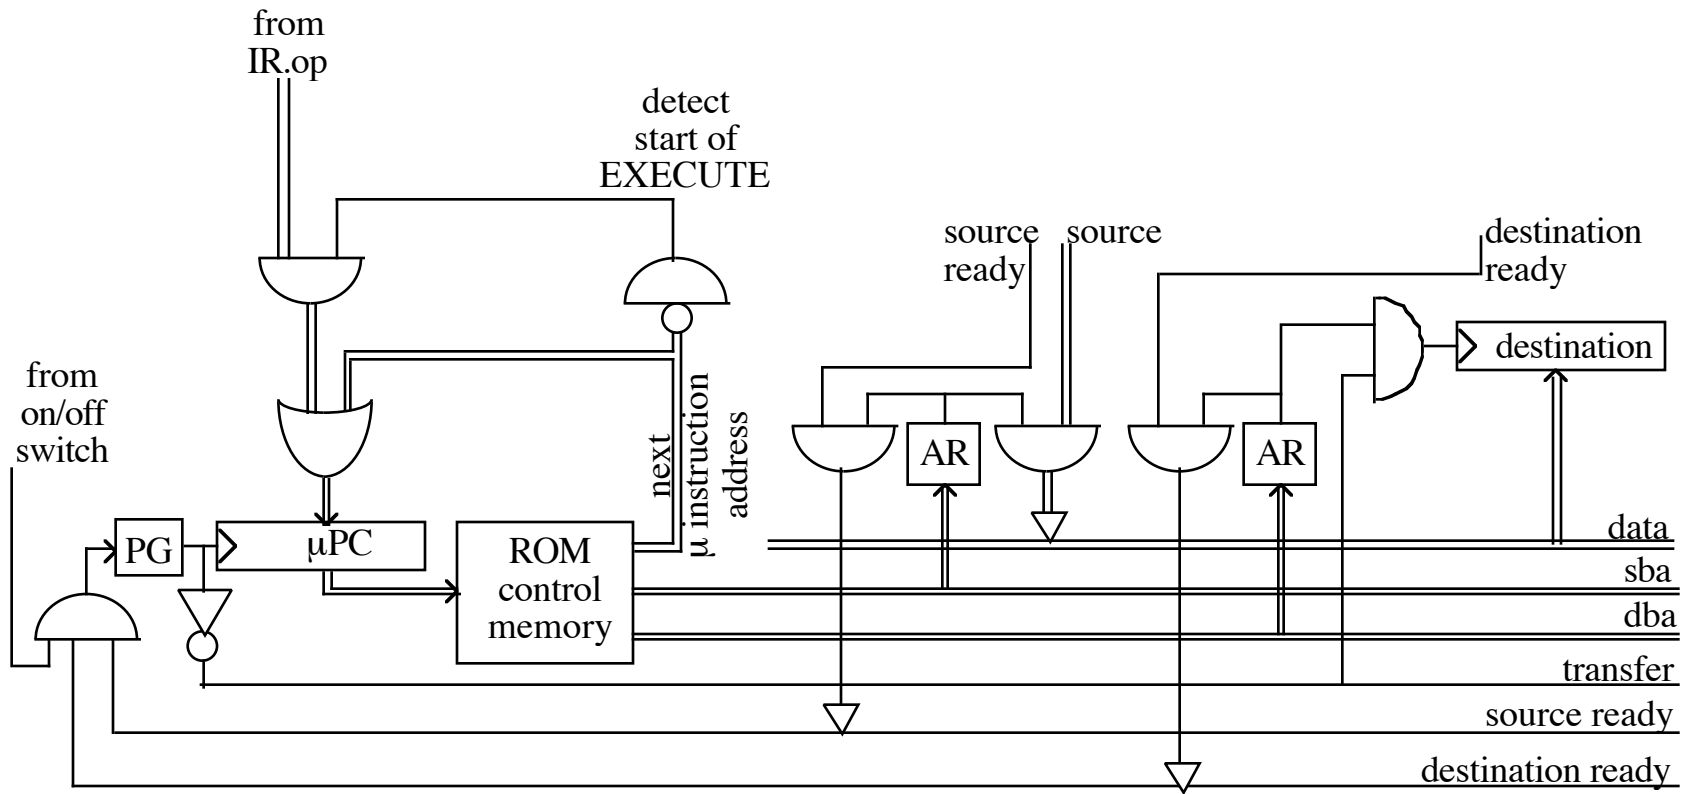 from
IR.op
detect
start of
EXECUTE
source
ready
source
destination
ready
destination
from
on/off
switch
next
µ instruction
address
AR
AR
PG
µPC
ROM
control
memory
data
sba
dba
transfer
source ready
destination ready